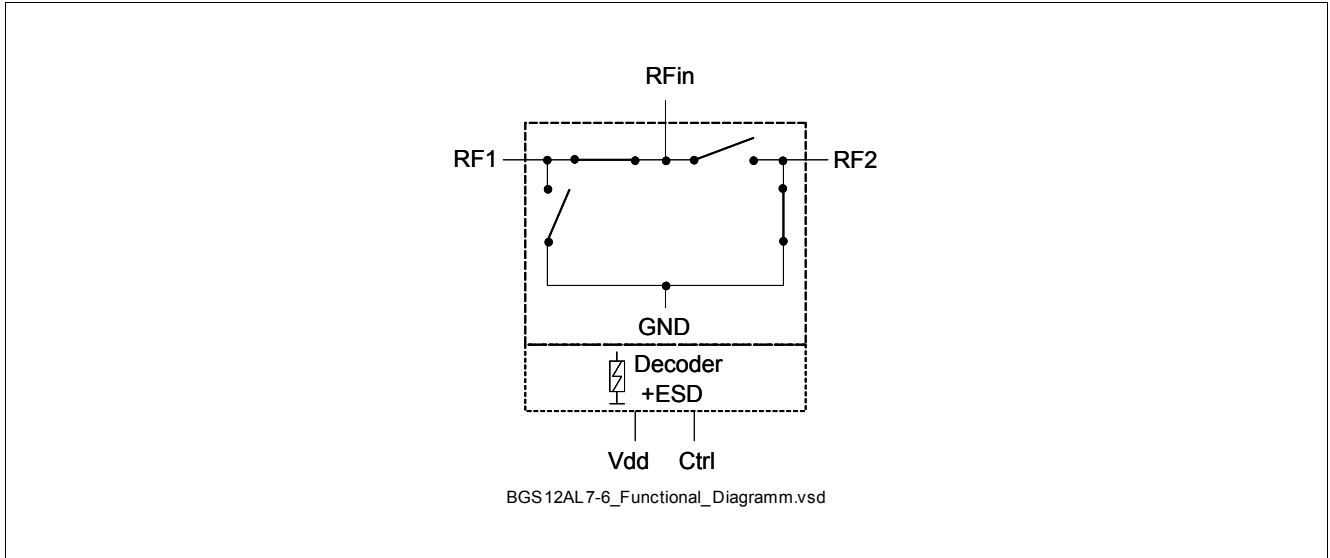 RFin
RF1
RF2
GND
Decoder
+ESD
Vdd
Ctrl
BGS12AL7-6_Functional_Diagramm.vsd